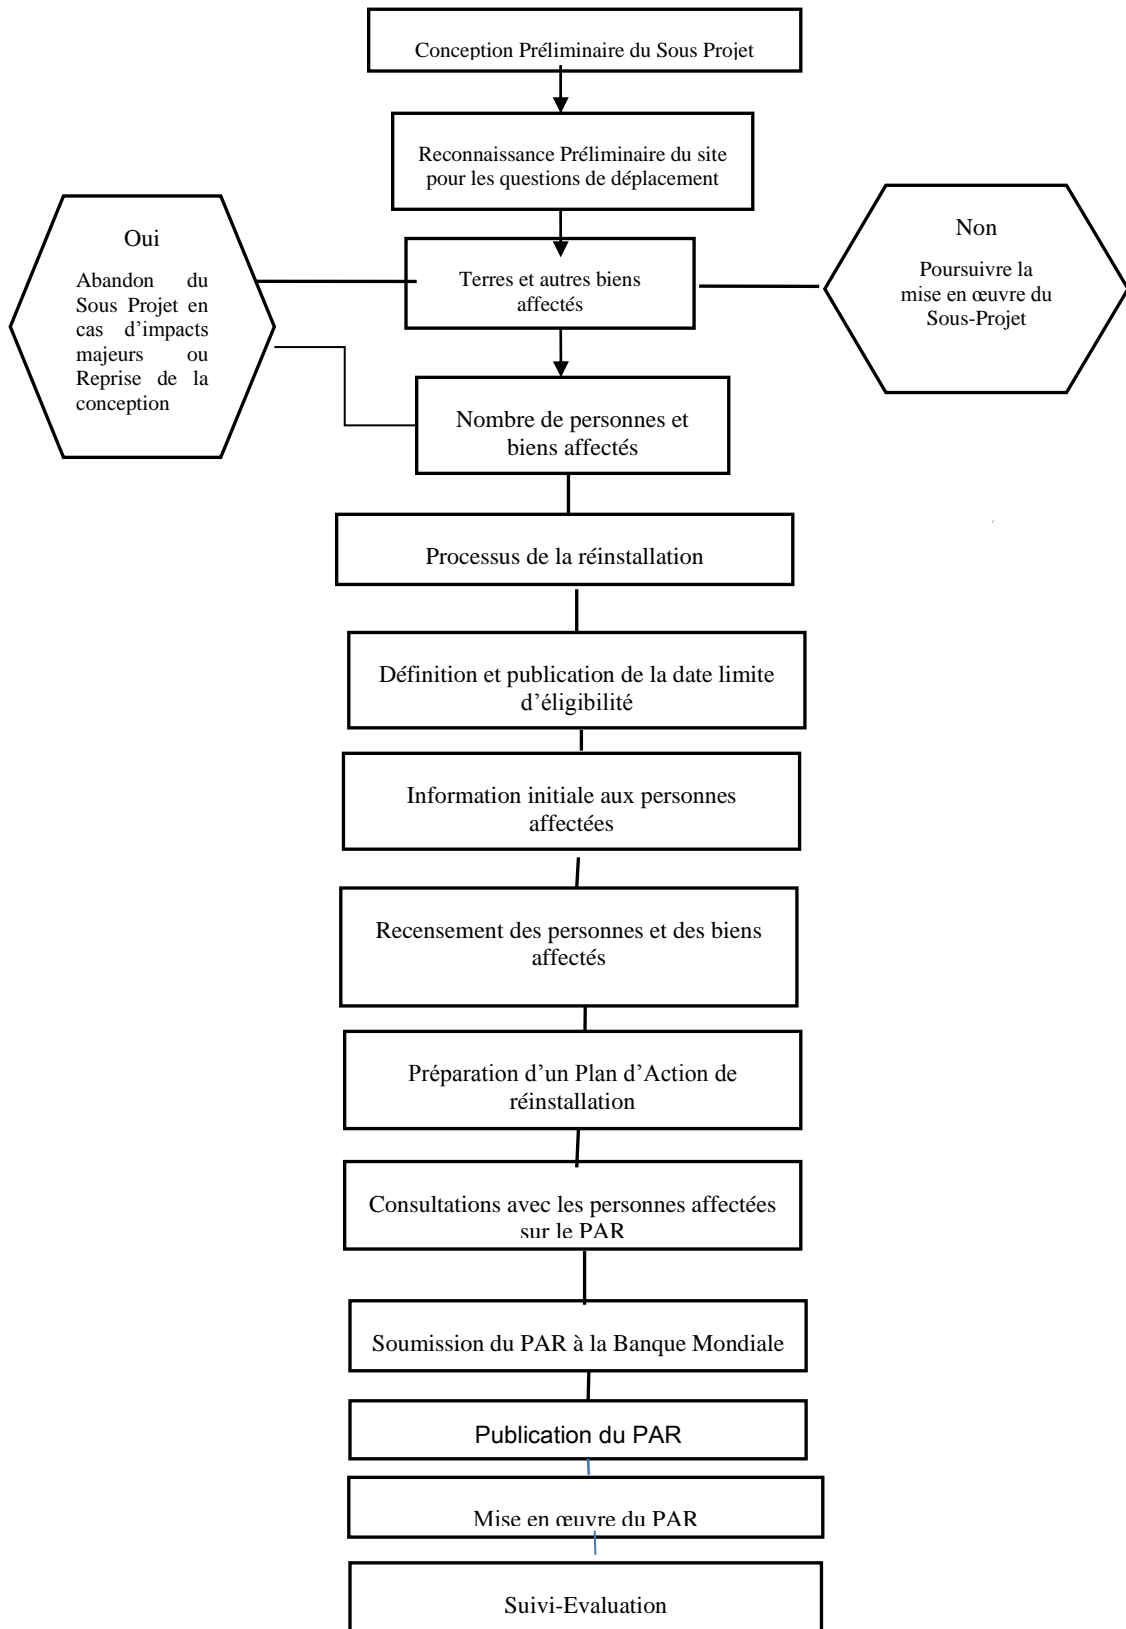 Conception Préliminaire du Sous Projet
Reconnaissance Préliminaire du site
pour les questions de déplacement
Oui
Abandon du
Sous Projet en
cas d’impacts
majeurs ou
Reprise de la
conception
Terres et autres biens
affectés
Non
Poursuivre la
mise en œuvre du
Sous-Projet
Nombre de personnes et
biens affectés
Processus de la réinstallation
Définition et publication de la date limite
d’éligibilité
Information initiale aux personnes
affectées
Recensement des personnes et des biens
affectés
Préparation d’un Plan d’Action de
réinstallation
Consultations avec les personnes affectées
sur le PAR
Soumission du PAR à la Banque Mondiale
Publication du PAR
Mise en œuvre du PAR
Suivi-Evaluation